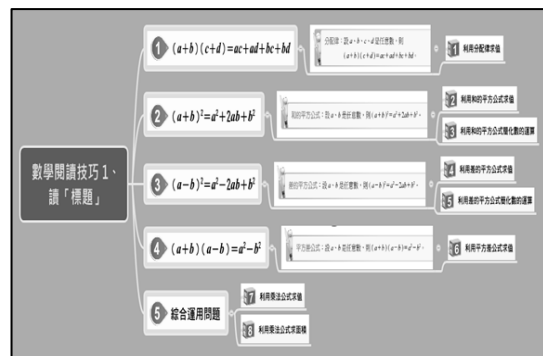 數學閱讀技巧 1、
讀「標題」
1 (a+b)(c+d)=ac+ad+bc+bd
分配律：設 a、b、c、d 是任意數，則
(a+b)(c+d)=ac+ad+bc+bd。
1 利用分配律求值
2 (a+b)²=a²+2ab+b²
和的平方公式：設 a、b 是任意數，則 (a+b)²=a²+2ab+b²。
2 利用和的平方公式求值
3 利用和的平方公式簡化數的運算
3 (a−b)²=a²−2ab+b²
差的平方公式：設 a、b 是任意數，則 (a−b)²=a²−2ab+b²。
4 利用差的平方公式求值
5 利用差的平方公式簡化數的運算
4 (a+b)(a−b)=a²−b²
平方差公式：設 a、b 是任意數，則 (a+b)(a−b)=a²−b²。
6 利用平方差公式求值
5 綜合運用問題
7 利用乘法公式求值
8 利用乘法公式求面積